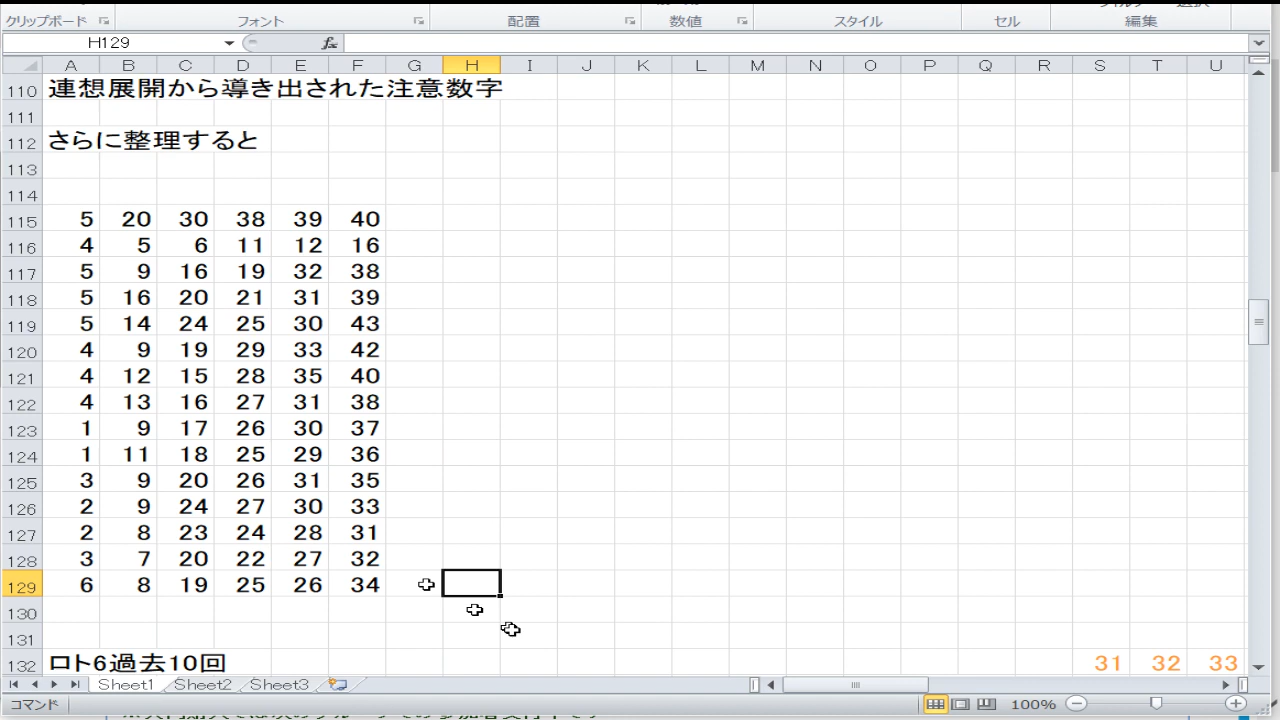 クリップボード フォント 配置 数値 スタイル セル 編集
H129 fx
A B C D E F G H I J K L M N O P Q R S T U
110 連想展開から導き出された注意数字
111
112 さらに整理すると
113
114
115 5 20 30 38 39 40
116 4 5 6 11 12 16
117 5 9 16 19 32 38
118 5 16 20 21 31 39
119 5 14 24 25 30 43
120 4 9 19 29 33 42
121 4 12 15 28 35 40
122 4 13 16 27 31 38
123 1 9 17 26 30 37
124 1 11 18 25 29 36
125 3 9 20 26 31 35
126 2 9 24 27 30 33
127 2 8 23 24 28 31
128 3 7 20 22 27 32
129 6 8 19 25 26 34
130
131
132 ロト6過去10回 31 32 33
Sheet1 Sheet2 Sheet3
コマンド 100%